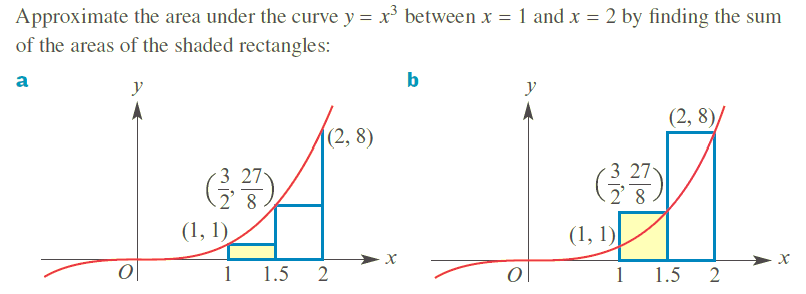 Approximate the area under the curve y = x³ between x = 1 and x = 2 by finding the sum
of the areas of the shaded rectangles:
a
y
(2, 8)
(3/2, 27/8)
(1, 1)
x
O
1 1.5 2
b
y
(2, 8)
(3/2, 27/8)
(1, 1)
x
O
1 1.5 2